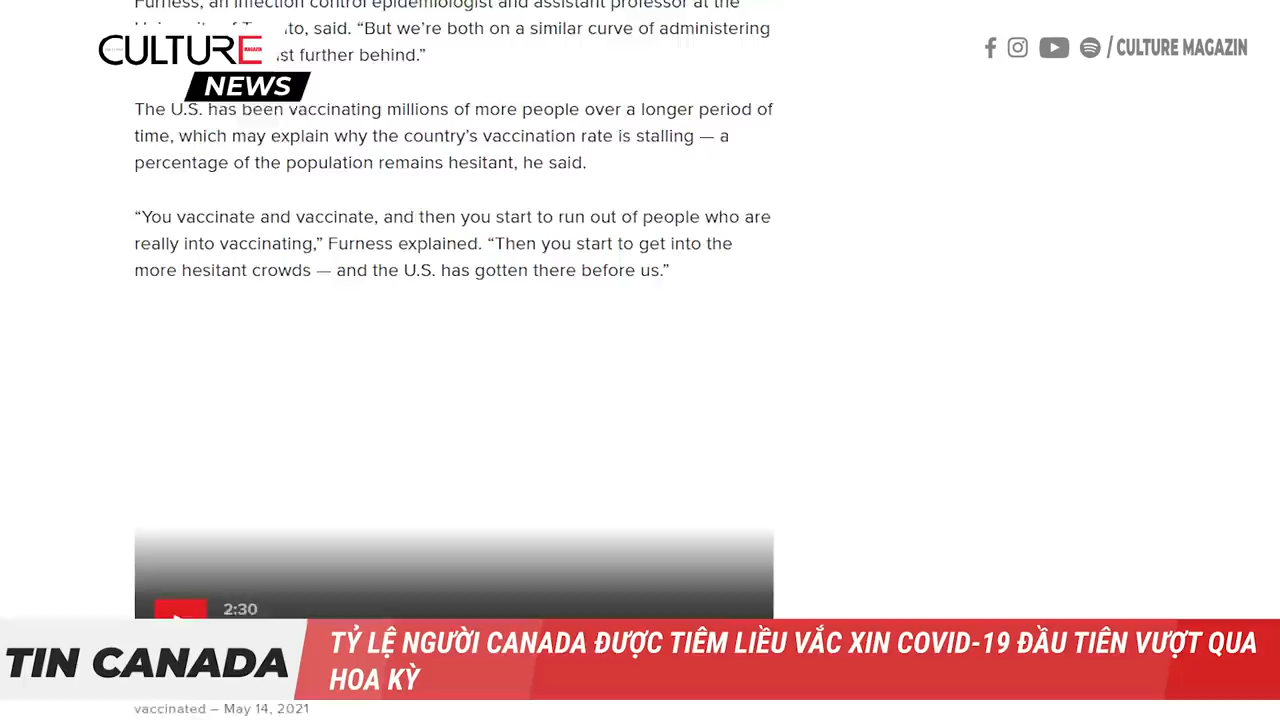 Furness, an infection control epidemiologist and assistant professor at the
said. “But we’re both on a similar curve of administering
further behind.”
CULTURE
NEWS
/ CULTURE MAGAZIN
The U.S. has been vaccinating millions of more people over a longer period of
time, which may explain why the country’s vaccination rate is stalling — a
percentage of the population remains hesitant, he said.
“You vaccinate and vaccinate, and then you start to run out of people who are
really into vaccinating,” Furness explained. “Then you start to get into the
more hesitant crowds — and the U.S. has gotten there before us.”
2:30
TIN CANADA
TỶ LỆ NGƯỜI CANADA ĐƯỢC TIÊM LIỀU VẮC XIN COVID-19 ĐẦU TIÊN VƯỢT QUA
HOA KỲ
vaccinated – May 14, 2021